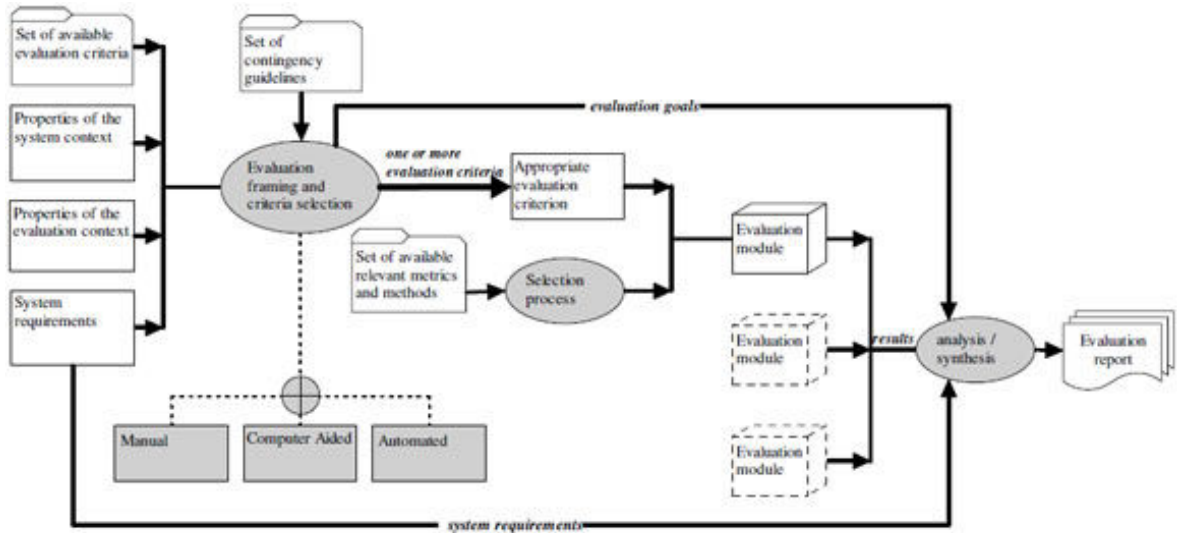 Set of available
evaluation criteria
Set of
contingency
guidelines
evaluation goals
Properties of the
system context
one or more
evaluation criteria
Evaluation
framing and
criteria selection
Appropriate
evaluation
criterion
Properties of the
evaluation context
Evaluation
module
Set of available
relevant metrics
and methods
Selection
process
System
requirements
Evaluation
module
results
analysis /
synthesis
Evaluation
report
Manual
Computer Aided
Automated
Evaluation
module
system requirements